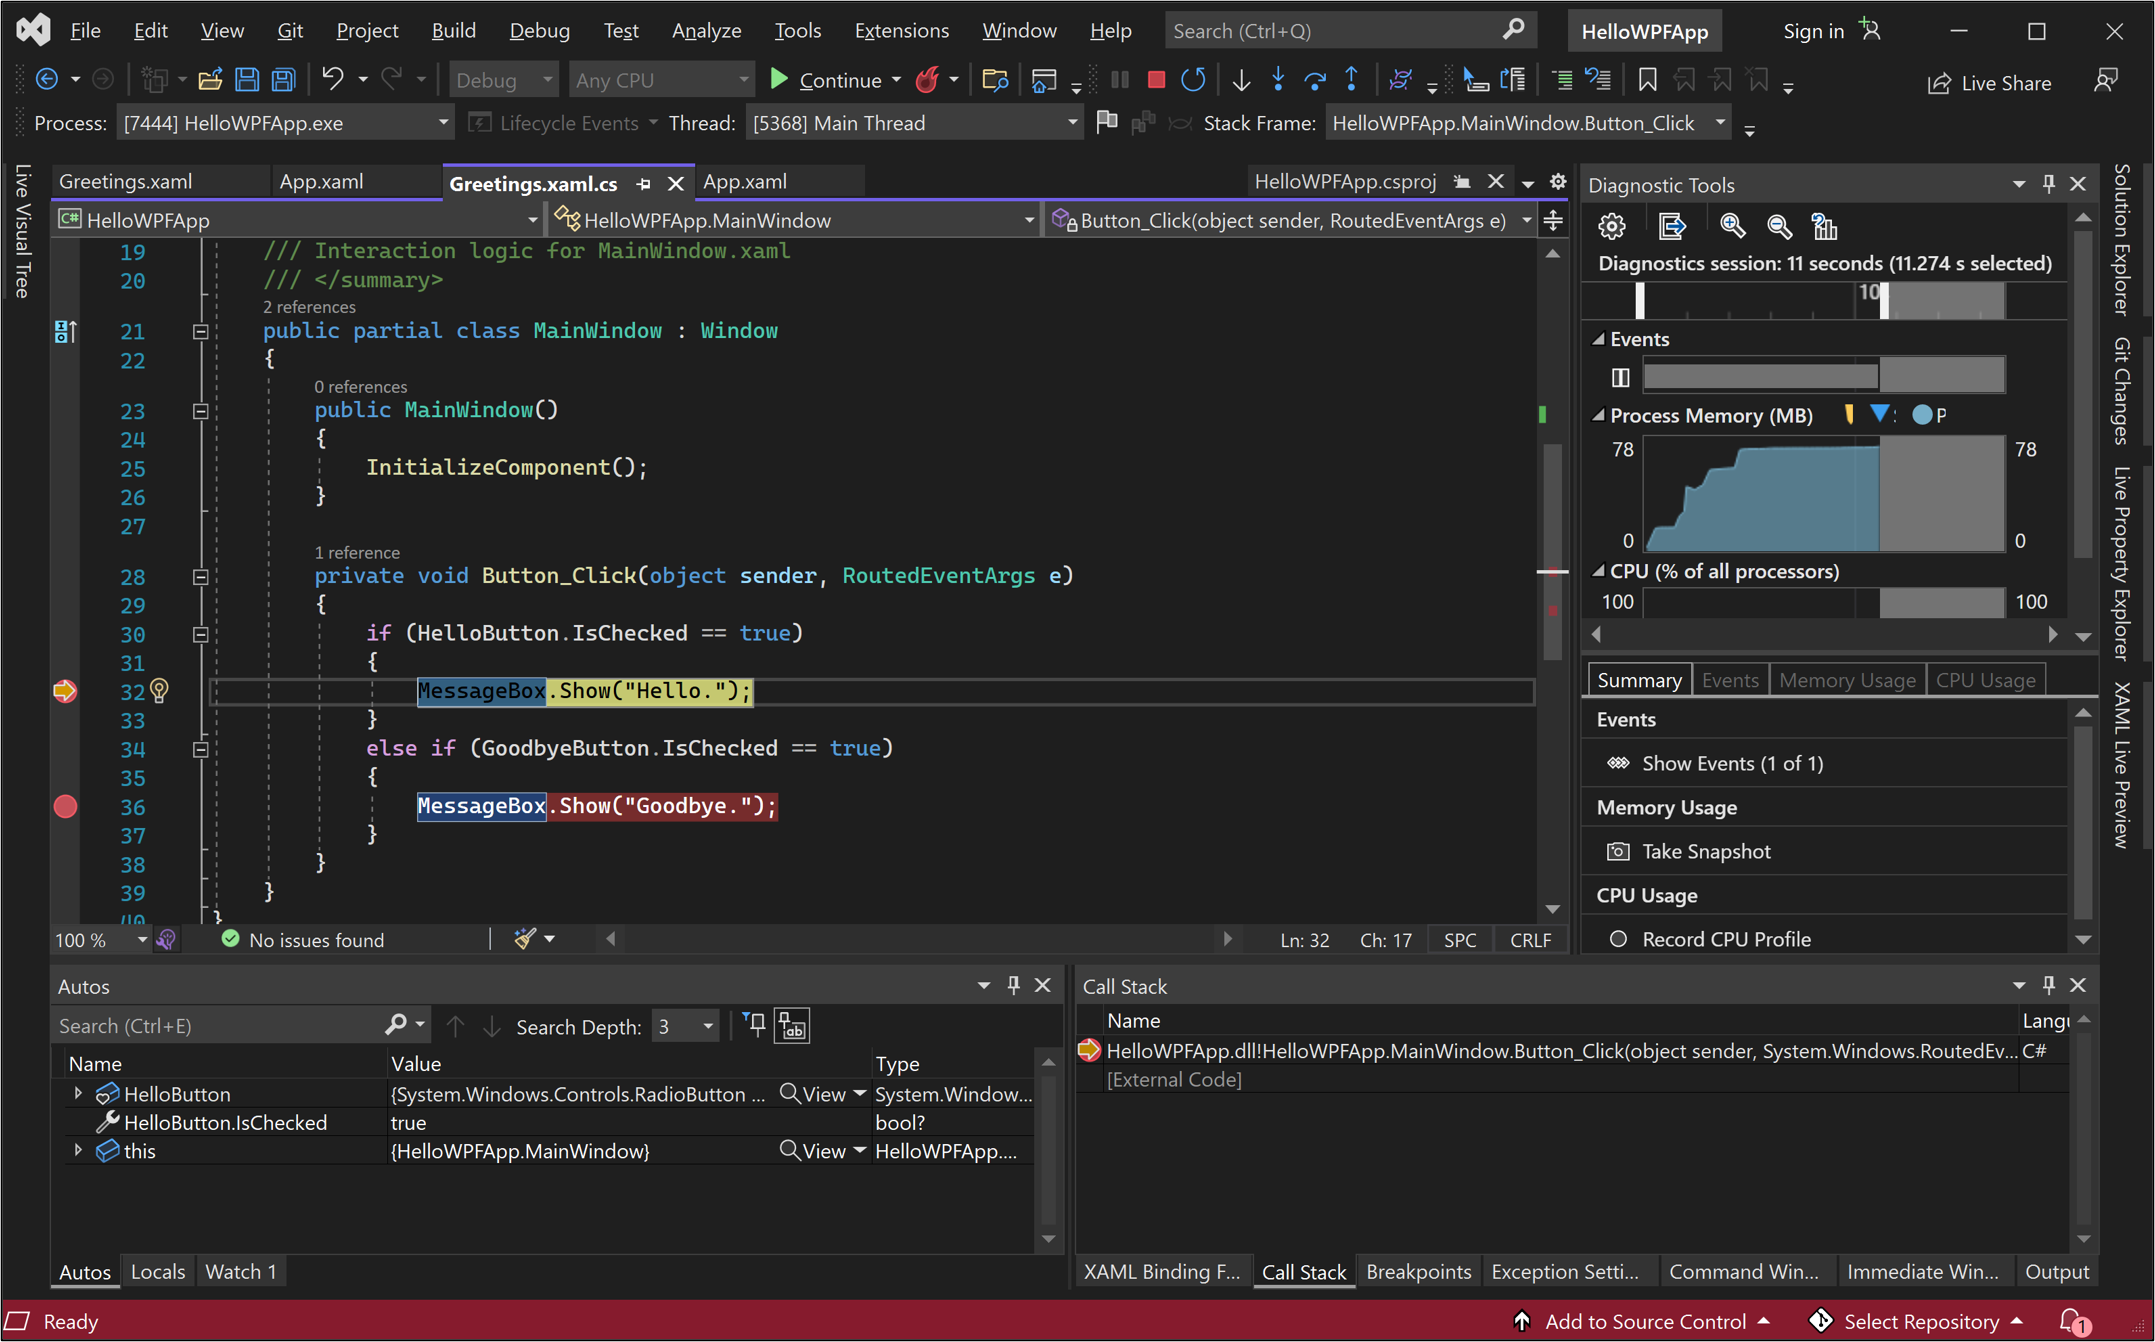 File Edit View Git Project Build Debug Test Analyze Tools Extensions Window Help Search (Ctrl+Q) HelloWPFApp Sign in
Debug Any CPU Continue Live Share
Process: [7444] HelloWPFApp.exe Lifecycle Events Thread: [5368] Main Thread Stack Frame: HelloWPFApp.MainWindow.Button_Click
Live Visual Tree
Greetings.xaml App.xaml Greetings.xaml.cs App.xaml HelloWPFApp.csproj
C# HelloWPFApp HelloWPFApp.MainWindow Button_Click(object sender, RoutedEventArgs e)
19 /// Interaction logic for MainWindow.xaml
20 /// </summary>
2 references
21 public partial class MainWindow : Window
22 {
0 references
23 public MainWindow()
24 {
25 InitializeComponent();
26 }
27
1 reference
28 private void Button_Click(object sender, RoutedEventArgs e)
29 {
30 if (HelloButton.IsChecked == true)
31 {
32 MessageBox.Show("Hello.");
33 }
34 else if (GoodbyeButton.IsChecked == true)
35 {
36 MessageBox.Show("Goodbye.");
37 }
38 }
39 }
40 }
100 % No issues found Ln: 32 Ch: 17 SPC CRLF
Diagnostic Tools
Diagnostics session: 11 seconds (11.274 s selected)
10
Events
Process Memory (MB) P
78 78
0 0
CPU (% of all processors)
100 100
Summary Events Memory Usage CPU Usage
Events
Show Events (1 of 1)
Memory Usage
Take Snapshot
CPU Usage
Record CPU Profile
Solution Explorer
Git Changes
Live Property Explorer
XAML Live Preview
Autos
Search (Ctrl+E) Search Depth: 3
Name Value Type
HelloButton {System.Windows.Controls.RadioButton ... View System.Window...
HelloButton.IsChecked true bool?
this {HelloWPFApp.MainWindow} View HelloWPFApp....
Autos Locals Watch 1
Call Stack
Name Langu
HelloWPFApp.dll!HelloWPFApp.MainWindow.Button_Click(object sender, System.Windows.RoutedEv... C#
[External Code]
XAML Binding F... Call Stack Breakpoints Exception Setti... Command Win... Immediate Win... Output
Ready Add to Source Control Select Repository 1